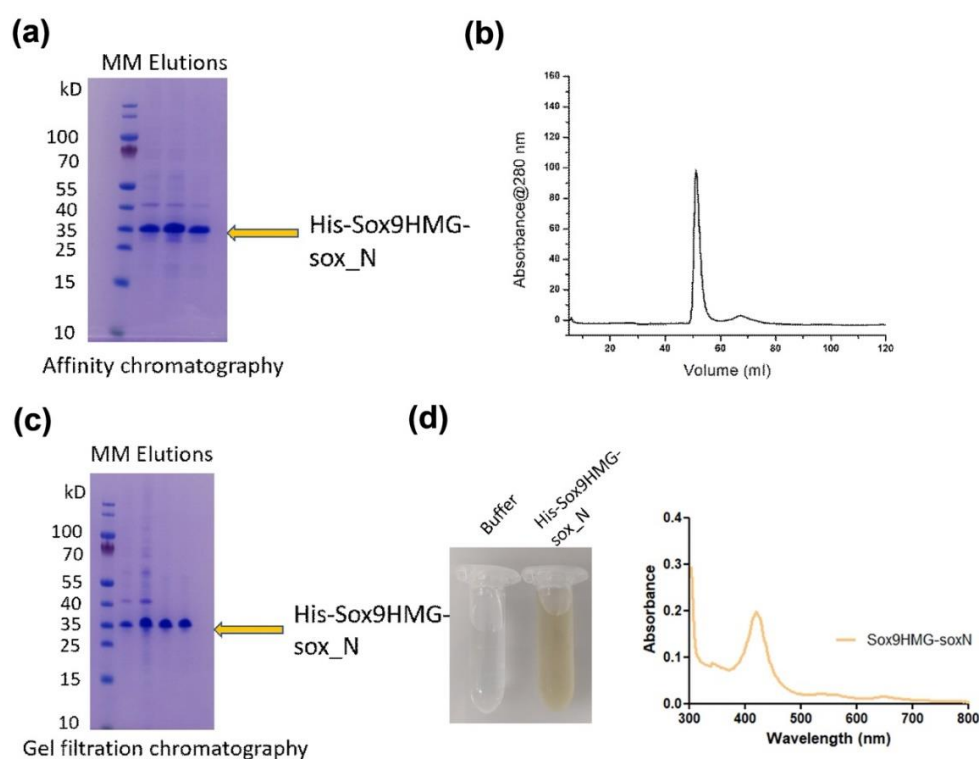 (a)
MM Elutions
kD
100
70
55
40
35
25
15
10
His-Sox9HMG-
sox_N
Affinity chromatography
(b)
160
140
120
100
80
60
40
20
0
20
40
60
80
100
120
Absorbance@280 nm
Volume (ml)
(c)
MM Elutions
kD
100
70
55
40
35
25
15
10
His-Sox9HMG-
sox_N
Gel filtration chromatography
(d)
Buffer
His-Sox9HMG-
sox_N
0.4
0.3
0.2
0.1
0.0
300
400
500
600
700
800
Absorbance
Wavelength (nm)
Sox9HMG-soxN